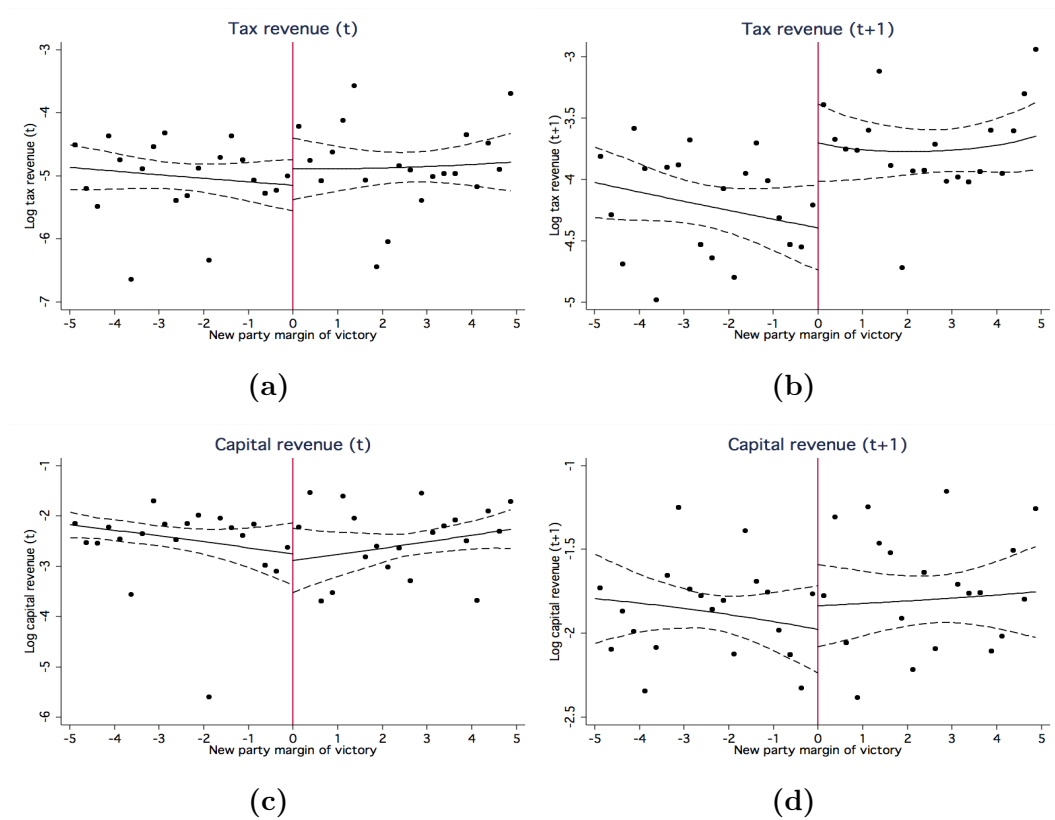 Tax revenue (t)
Log tax revenue (t)
-3
-4
-5
-6
-7
-5 -4 -3 -2 -1 0 1 2 3 4 5
New party margin of victory
(a)
Tax revenue (t+1)
Log tax revenue (t+1)
-3
-3.5
-4
-4.5
-5
-5 -4 -3 -2 -1 0 1 2 3 4 5
New party margin of victory
(b)
Capital revenue (t)
Log capital revenue (t)
-1
-2
-3
-4
-5
-6
-5 -4 -3 -2 -1 0 1 2 3 4 5
New party margin of victory
(c)
Capital revenue (t+1)
Log capital revenue (t+1)
-1
-1.5
-2
-2.5
-5 -4 -3 -2 -1 0 1 2 3 4 5
New party margin of victory
(d)